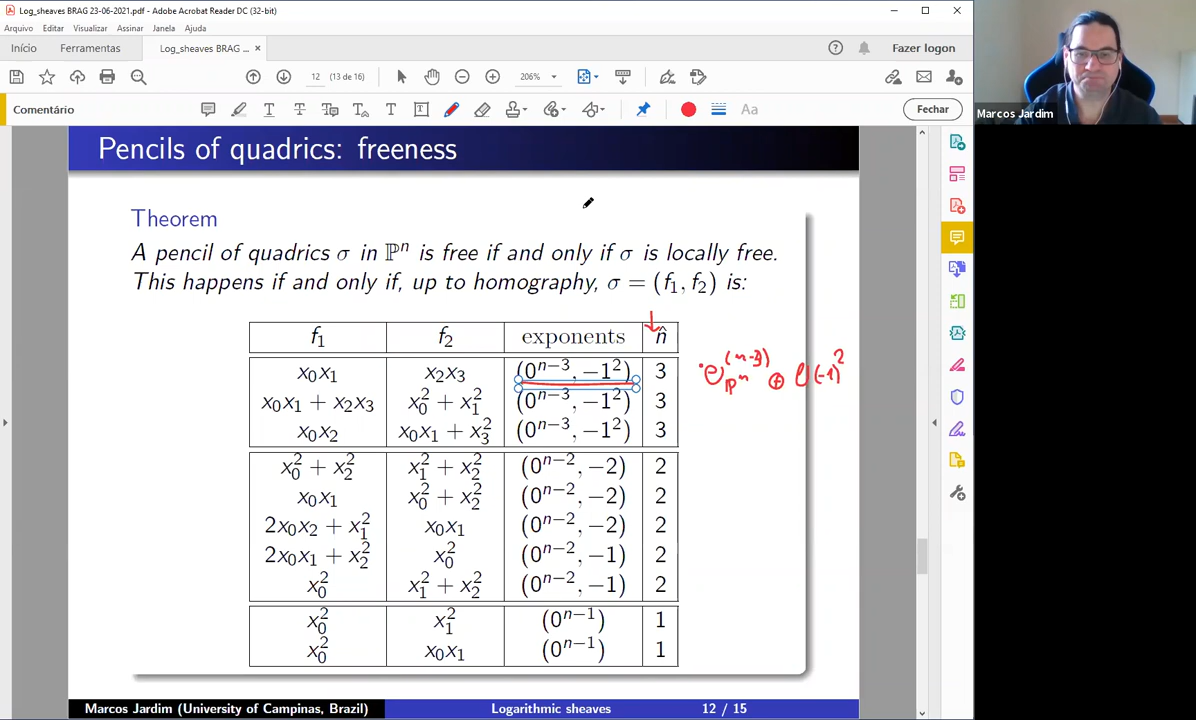 Log_sheaves BRAG 23-06-2021.pdf - Adobe Acrobat Reader DC (32-bit)
Arquivo Editar Visualizar Assinar Janela Ajuda
Início Ferramentas Log_sheaves BRAG ... × Fazer logon
12 (13 de 16) 206%
Comentário Aa Fechar
Marcos Jardim
Pencils of quadrics: freeness
Theorem
A pencil of quadrics σ in ℙⁿ is free if and only if σ is locally free.
This happens if and only if, up to homography, σ = (f₁, f₂) is:
f₁ f₂ exponents n̂
x₀x₁ x₂x₃ (0ⁿ⁻³, −1²) 3
x₀x₁ + x₂x₃ x₀² + x₁² (0ⁿ⁻³, −1²) 3
x₀x₂ x₀x₁ + x₃² (0ⁿ⁻³, −1²) 3
x₀² + x₂² x₁² + x₂² (0ⁿ⁻², −2) 2
x₀x₁ x₀² + x₂² (0ⁿ⁻², −2) 2
2x₀x₂ + x₁² x₀x₁ (0ⁿ⁻², −2) 2
2x₀x₁ + x₂² x₀² (0ⁿ⁻², −1) 2
x₀² x₁² + x₂² (0ⁿ⁻², −1) 2
x₀² x₁² (0ⁿ⁻¹) 1
x₀² x₀x₁ (0ⁿ⁻¹) 1
Marcos Jardim (University of Campinas, Brazil) Logarithmic sheaves 12 / 15